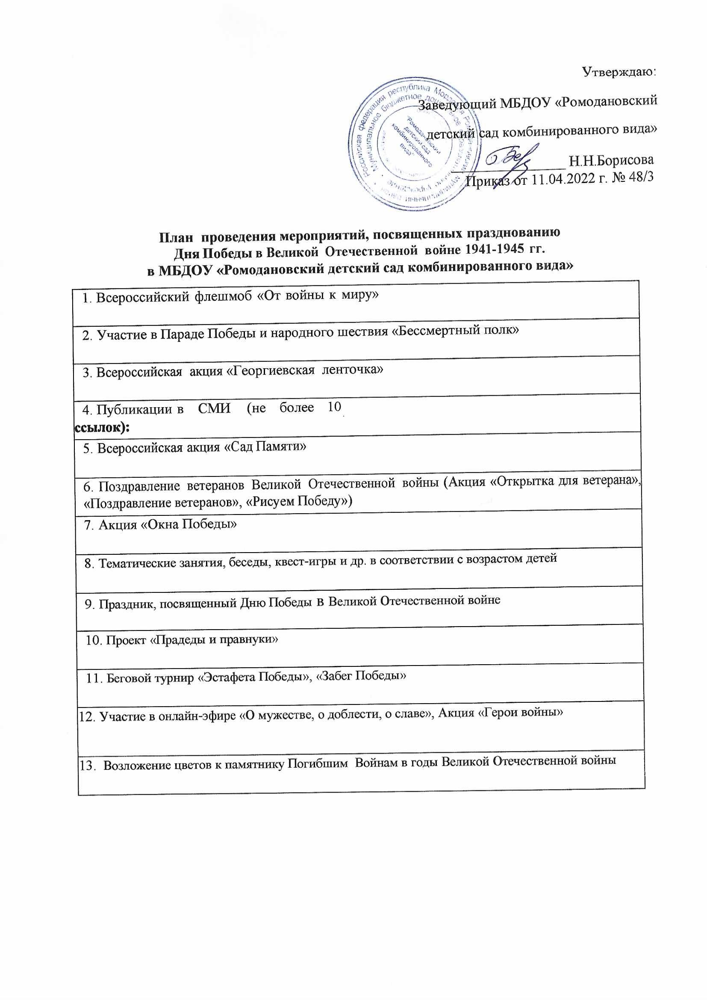 Утверждаю:
Заведующий МБДОУ «Ромодановский
детский сад комбинированного вида»
Н.Н.Борисова
Приказ от 11.04.2022 г. № 48/3
Российская федерация республика Мордовия
Муниципальное бюджетное
"Ромодановский
детский сад
комбинированного
вида"
План проведения мероприятий, посвященных празднованию
Дня Победы в Великой Отечественной войне 1941-1945 гг.
в МБДОУ «Ромодановский детский сад комбинированного вида»
1. Всероссийский флешмоб «От войны к миру»
2. Участие в Параде Победы и народного шествия «Бессмертный полк»
3. Всероссийская акция «Георгиевская ленточка»
4. Публикации в СМИ (не более 10
ссылок):
5. Всероссийская акция «Сад Памяти»
6. Поздравление ветеранов Великой Отечественной войны (Акция «Открытка для ветерана»,
«Поздравление ветеранов», «Рисуем Победу»)
7. Акция «Окна Победы»
8. Тематические занятия, беседы, квест-игры и др. в соответствии с возрастом детей
9. Праздник, посвященный Дню Победы в Великой Отечественной войне
10. Проект «Прадеды и правнуки»
11. Беговой турнир «Эстафета Победы», «Забег Победы»
12. Участие в онлайн-эфире «О мужестве, о доблести, о славе», Акция «Герои войны»
13. Возложение цветов к памятнику Погибшим Войнам в годы Великой Отечественной войны